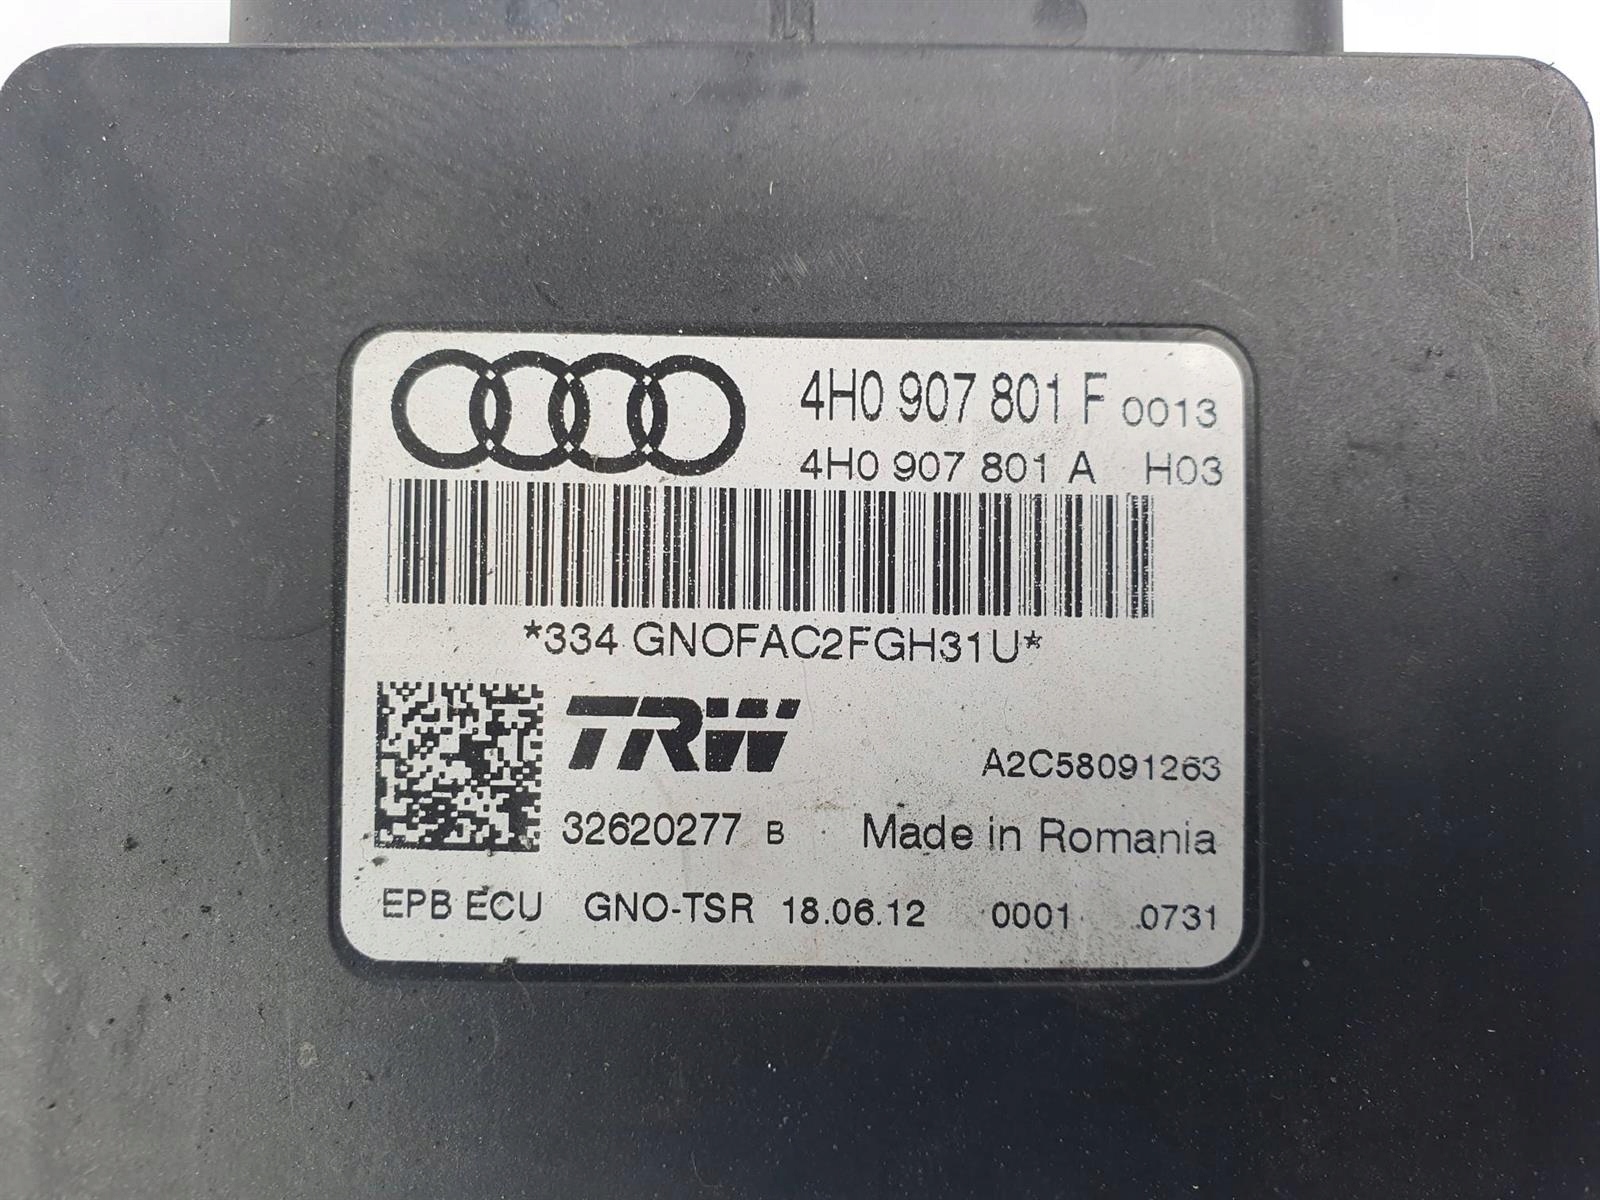 4H0 907 801 F 0013
4H0 907 801 A H03
*334 GNOFAC2FGH31U*
TRW
A2C58091263
32620277 B Made in Romania
EPB ECU GNO-TSR 18.06.12 0001 0731